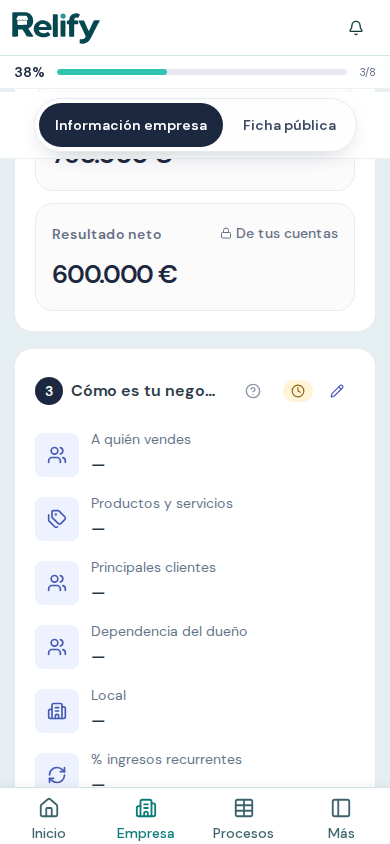 Relify
38%
3/8
Información empresa
Ficha pública
Resultado neto
De tus cuentas
600.000 €
3
Cómo es tu nego...
A quién vendes
—
Productos y servicios
—
Principales clientes
—
Dependencia del dueño
—
Local
—
% ingresos recurrentes
—
Inicio
Empresa
Procesos
Más